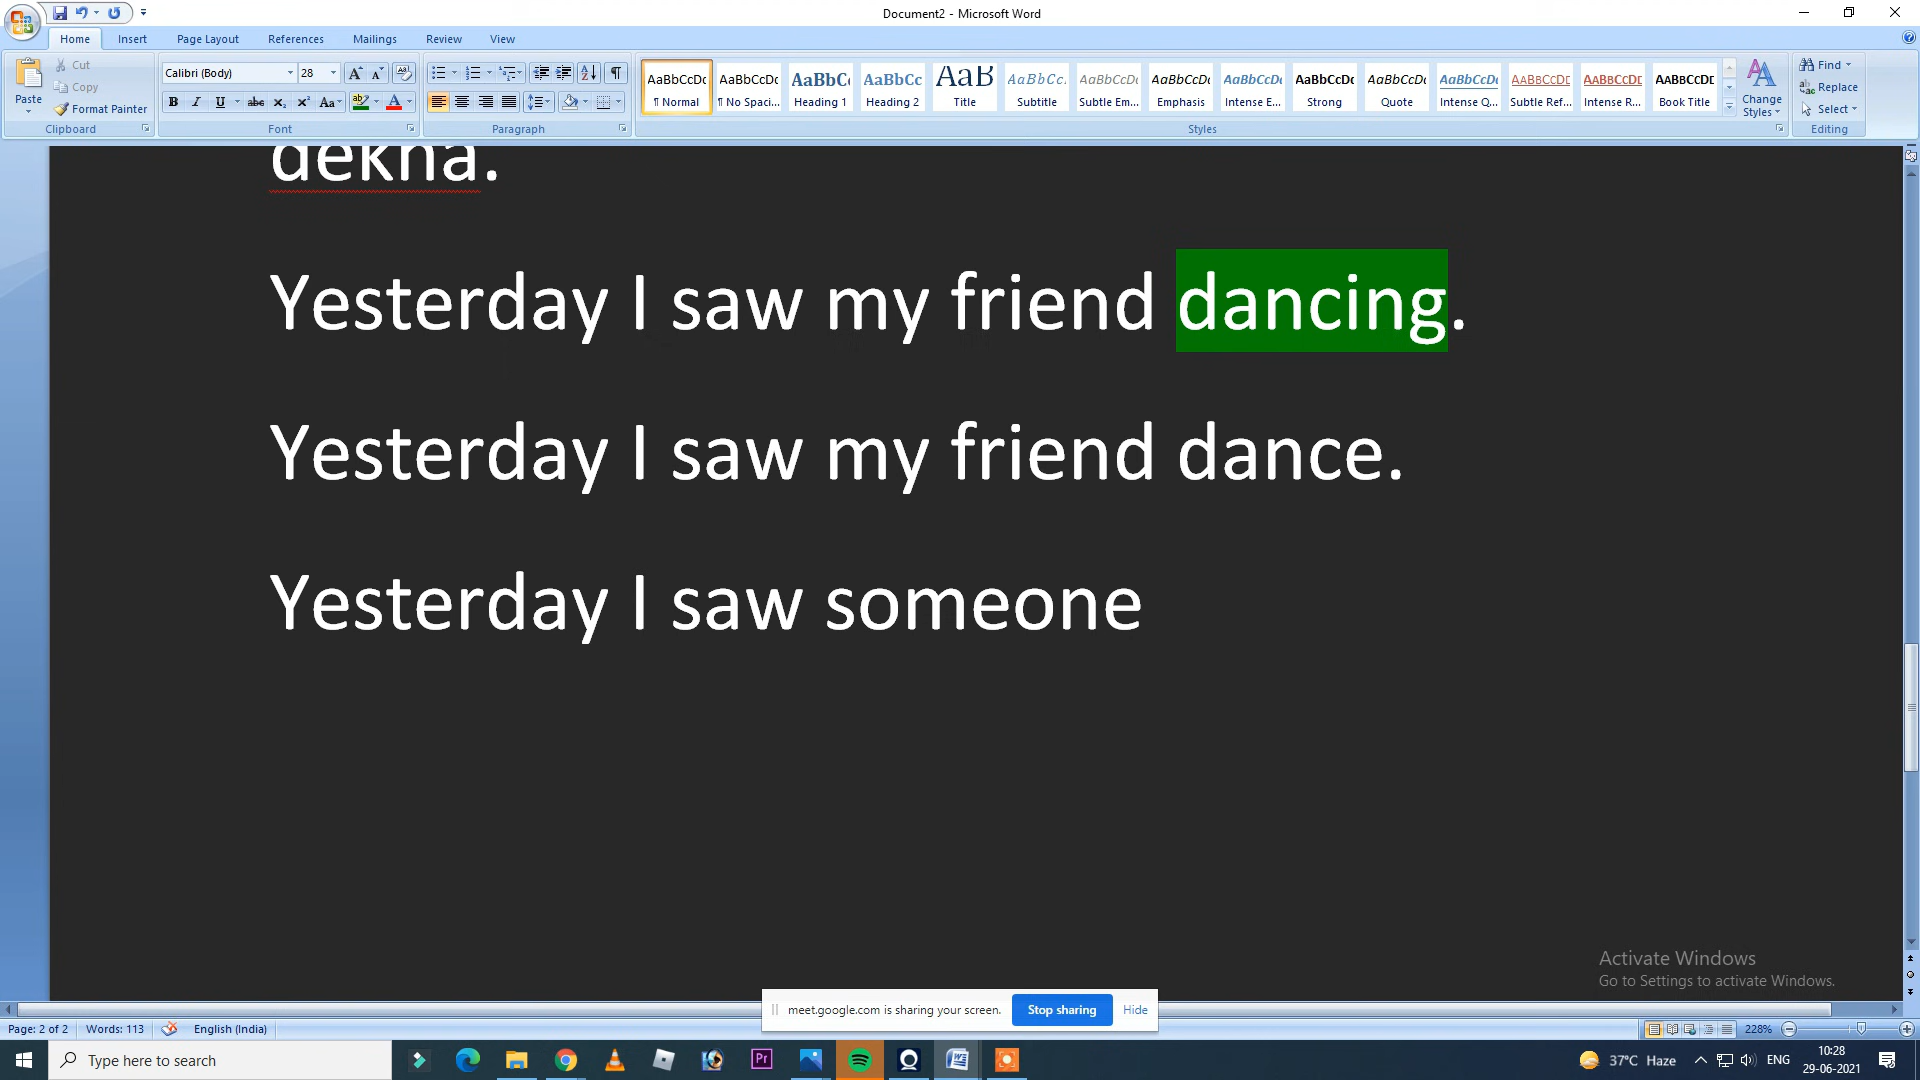 Document2 - Microsoft Word
Home Insert Page Layout References Mailings Review View
Paste
Cut
Copy
Format Painter
Clipboard
Calibri (Body) 28
Font
Paragraph
AaBbCcDc AaBbCcDc AaBbC AaBbCc AaB AaBbCc. AaBbCcDc AaBbCcDc AaBbCcDc AaBbCcDc AaBbCcDc AaBbCcDc AABBCCDE AABBCCDE AABBCCDE
¶ Normal ¶ No Spaci... Heading 1 Heading 2 Title Subtitle Subtle Em... Emphasis Intense E... Strong Quote Intense Q... Subtle Ref... Intense R... Book Title
Change Styles
Styles
Find
Replace
Select
Editing
dekha.
Yesterday I saw my friend dancing.
Yesterday I saw my friend dance.
Yesterday I saw someone
Activate Windows
Go to Settings to activate Windows.
meet.google.com is sharing your screen. Stop sharing Hide
Page: 2 of 2 Words: 113 English (India) 228%
Type here to search
Pr
37°C Haze ENG 10:28
29-06-2021